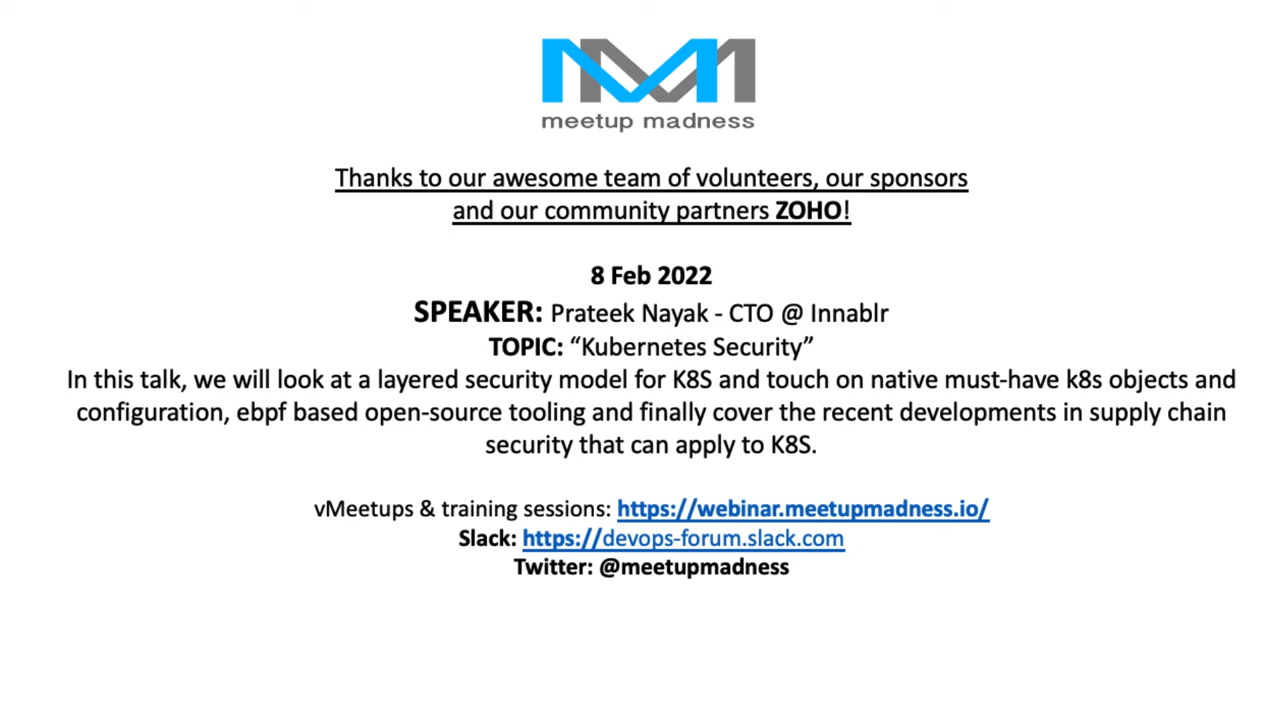 meetup madness
Thanks to our awesome team of volunteers, our sponsors
and our community partners ZOHO!
8 Feb 2022
SPEAKER: Prateek Nayak - CTO @ Innablr
TOPIC: “Kubernetes Security”
In this talk, we will look at a layered security model for K8S and touch on native must-have k8s objects and
configuration, ebpf based open-source tooling and finally cover the recent developments in supply chain
security that can apply to K8S.
vMeetups & training sessions: https://webinar.meetupmadness.io/
Slack: https://devops-forum.slack.com
Twitter: @meetupmadness